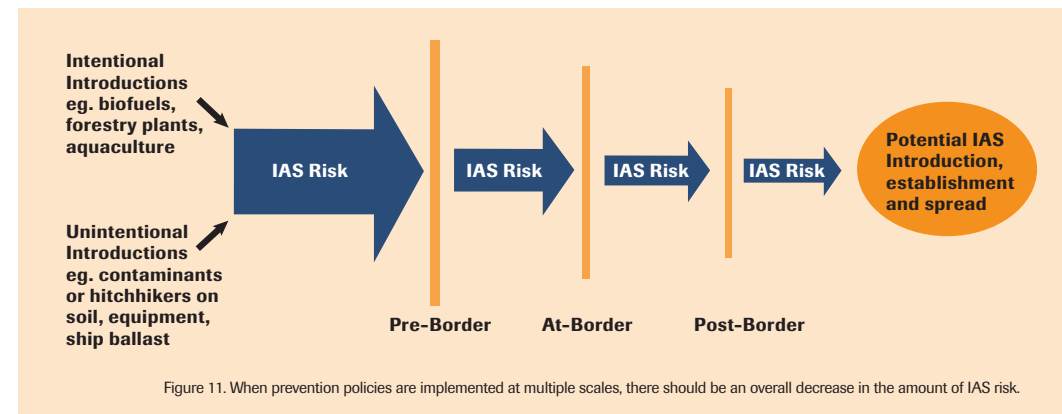 Intentional
Introductions
eg. biofuels,
forestry plants,
aquaculture
Unintentional
Introductions
eg. contaminants
or hitchhikers on
soil, equipment,
ship ballast
IAS Risk
IAS Risk
IAS Risk
IAS Risk
Potential IAS
Introduction,
establishment
and spread
Pre-Border
At-Border
Post-Border
Figure 11. When prevention policies are implemented at multiple scales, there should be an overall decrease in the amount of IAS risk.